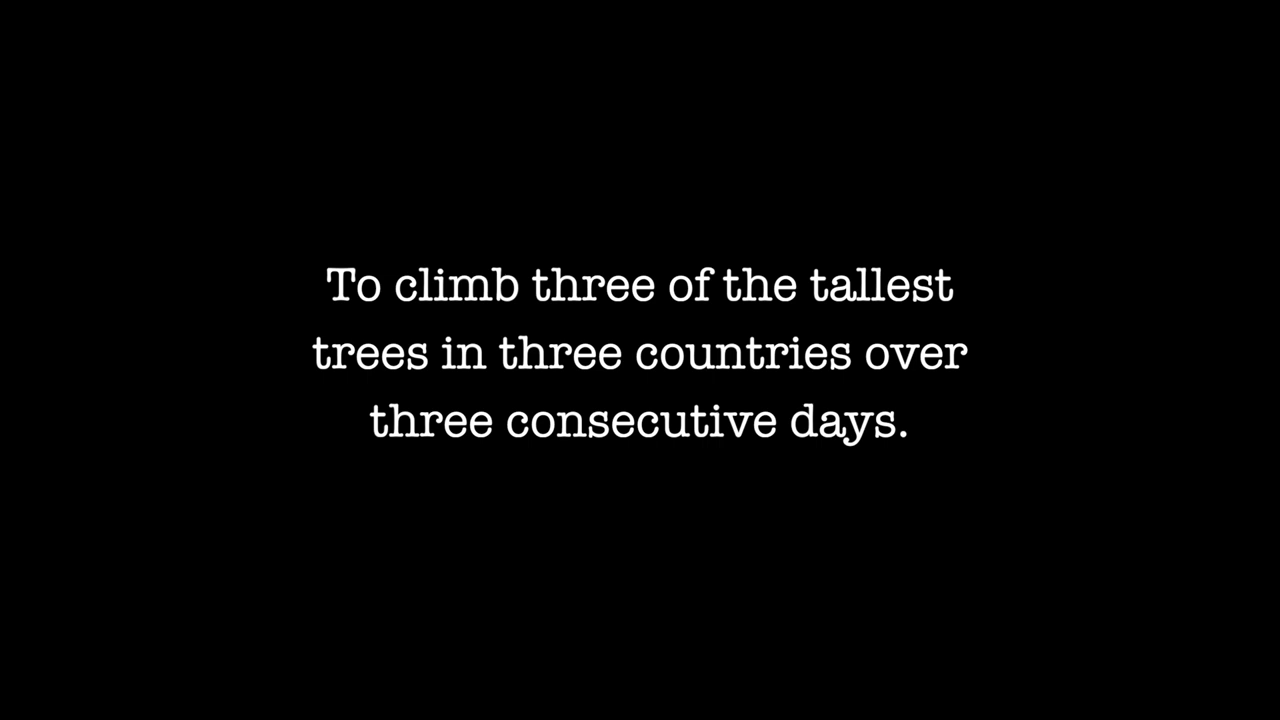 To climb three of the tallest
trees in three countries over
three consecutive days.